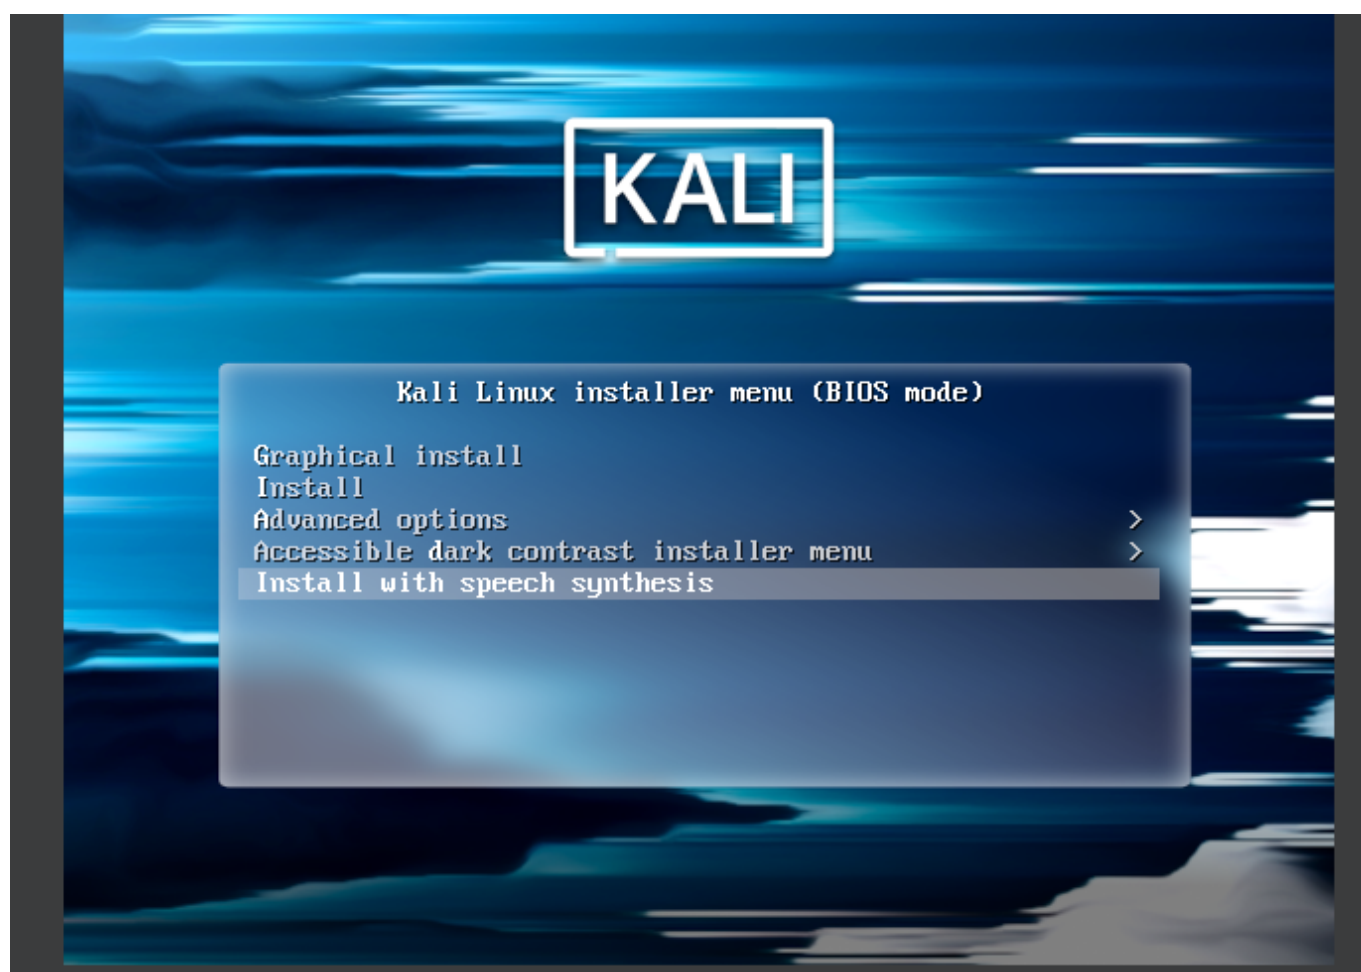 KALI
Kali Linux installer menu (BIOS mode)
Graphical install
Install
Advanced options >
Accessible dark contrast installer menu >
Install with speech synthesis